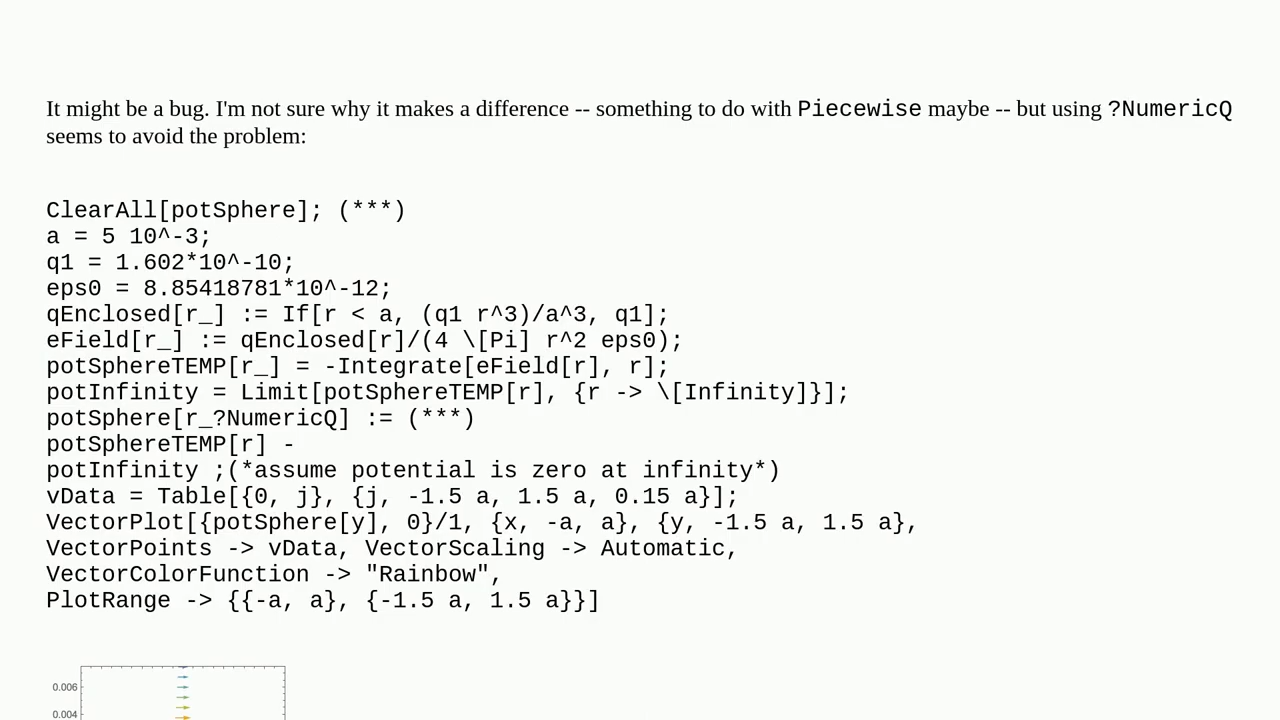 It might be a bug. I'm not sure why it makes a difference -- something to do with Piecewise maybe -- but using ?NumericQ
seems to avoid the problem:
ClearAll[potSphere]; (***)
a = 5 10^-3;
q1 = 1.602*10^-10;
eps0 = 8.85418781*10^-12;
qEnclosed[r_] := If[r < a, (q1 r^3)/a^3, q1];
eField[r_] := qEnclosed[r]/(4 \[Pi] r^2 eps0);
potSphereTEMP[r_] = -Integrate[eField[r], r];
potInfinity = Limit[potSphereTEMP[r], {r -> \[Infinity]}];
potSphere[r_?NumericQ] := (***)
potSphereTEMP[r] -
potInfinity ;(*assume potential is zero at infinity*)
vData = Table[{0, j}, {j, -1.5 a, 1.5 a, 0.15 a}];
VectorPlot[{potSphere[y], 0}/1, {x, -a, a}, {y, -1.5 a, 1.5 a},
VectorPoints -> vData, VectorScaling -> Automatic,
VectorColorFunction -> "Rainbow",
PlotRange -> {{-a, a}, {-1.5 a, 1.5 a}}]
0.006
0.004